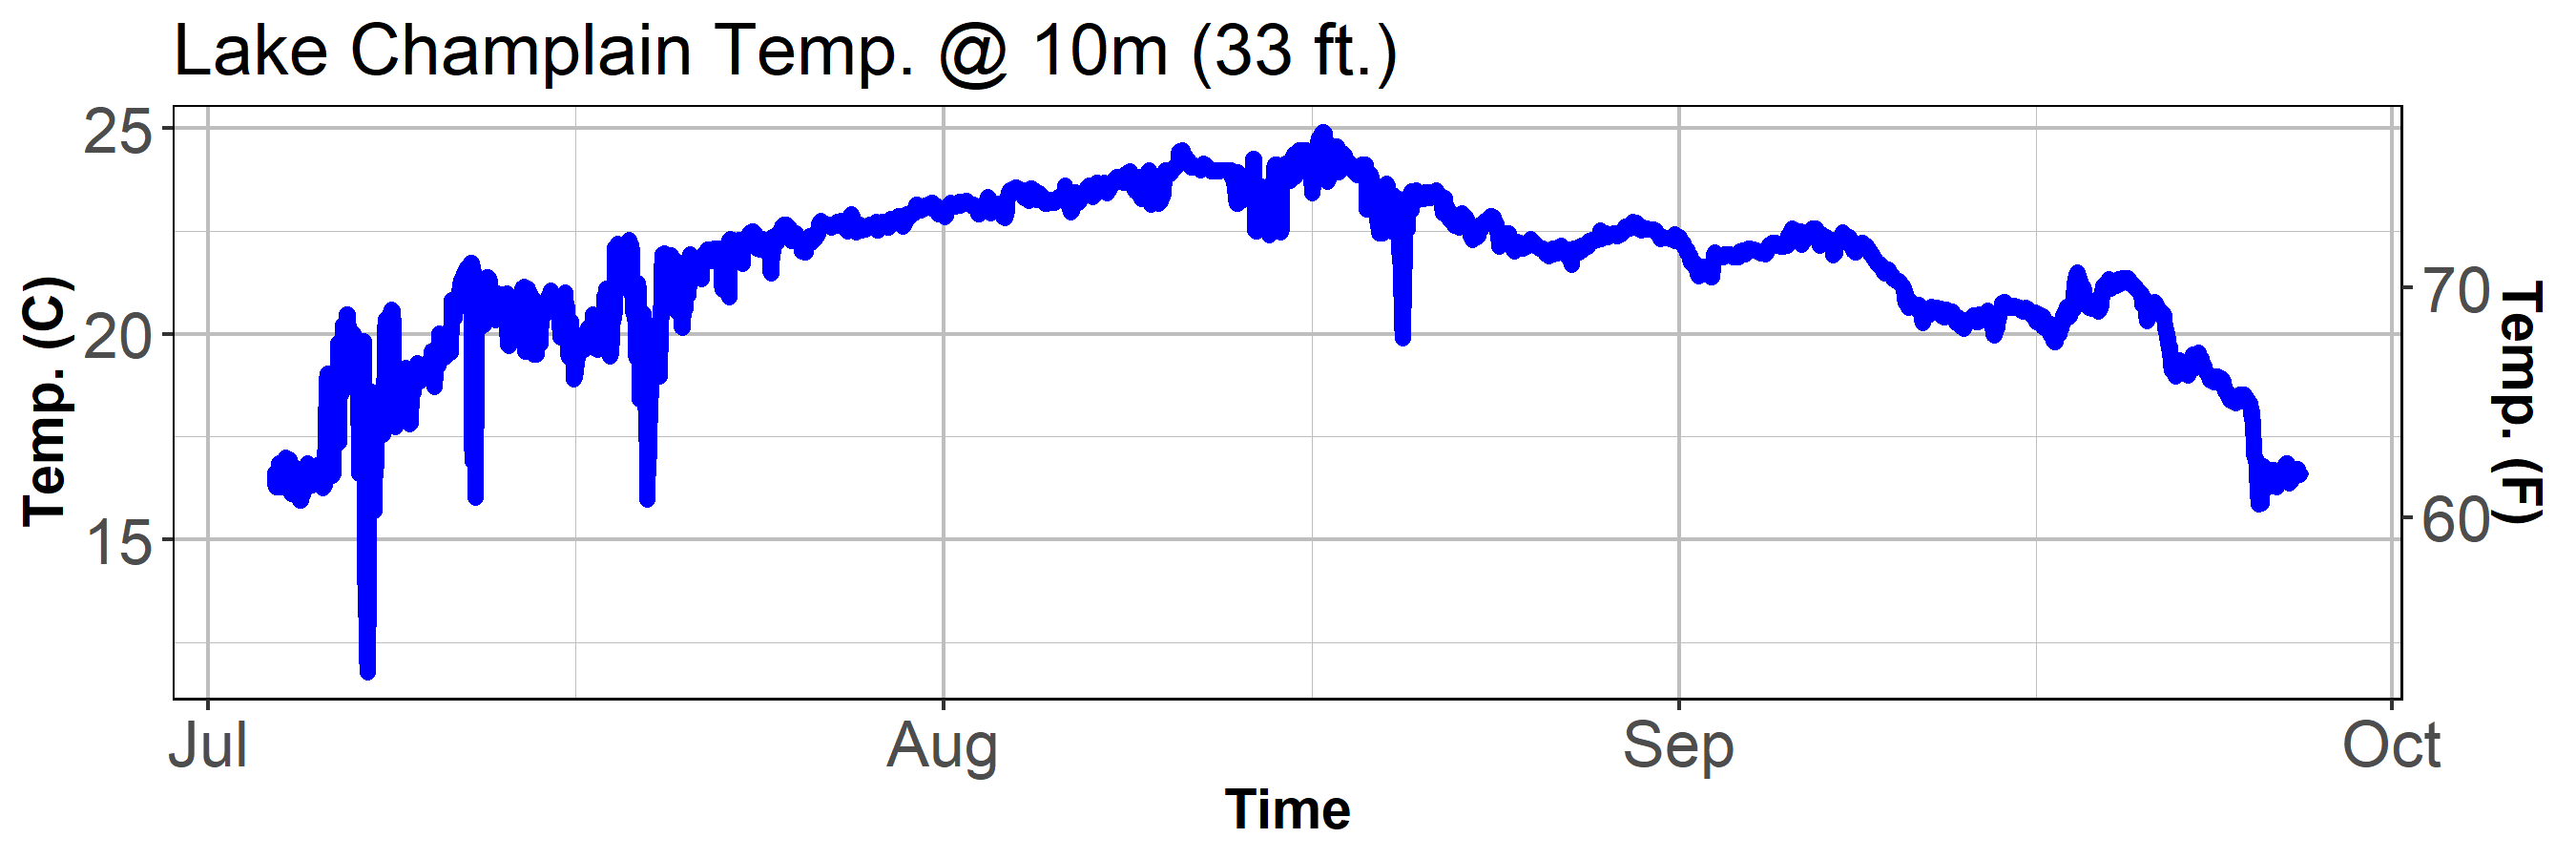 Lake Champlain Temp. @ 10m (33 ft.)
Temp. (C)
25
20
15
70
60
Temp. (F)
Jul Aug Sep Oct
Time